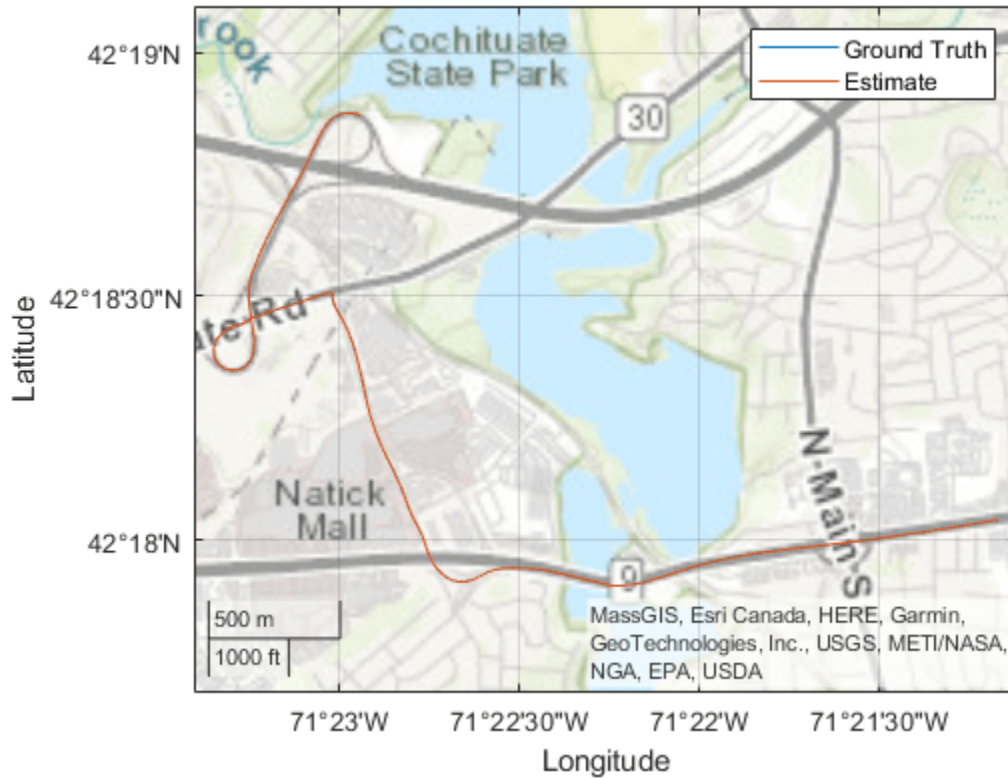 rook
Cochituate
State Park
Ground Truth
Estimate
42°19'N
30
42°18'30"N
ate Rd
Latitude
N-Main-S
Natick
Mall
42°18'N
9
500 m
1000 ft
MassGIS, Esri Canada, HERE, Garmin,
GeoTechnologies, Inc., USGS, METI/NASA,
NGA, EPA, USDA
71°23'W
71°22'30"W
71°22'W
71°21'30"W
Longitude